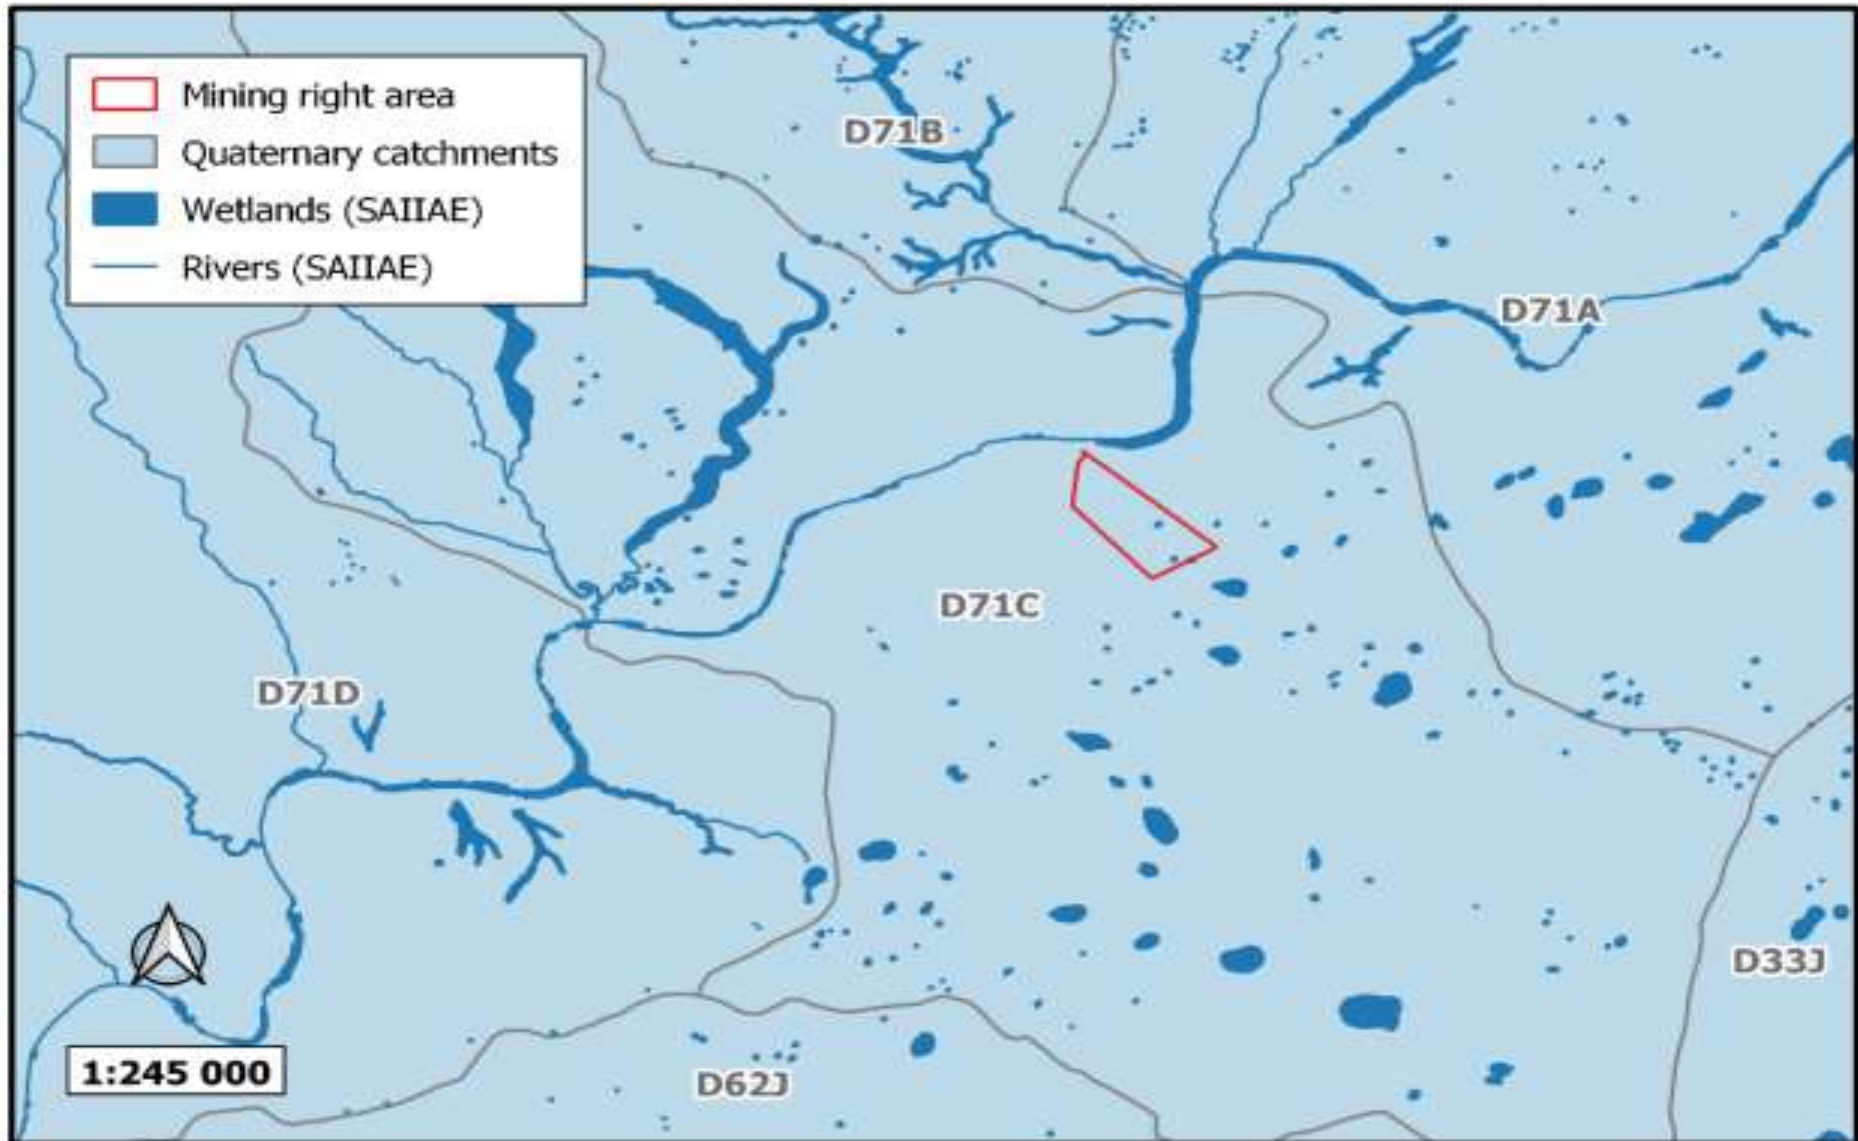 Mining right area
Quaternary catchments
Wetlands (SAIIAE)
Rivers (SAIIAE)
D71B
D71A
D71C
D71D
D33J
D62J
1:245 000